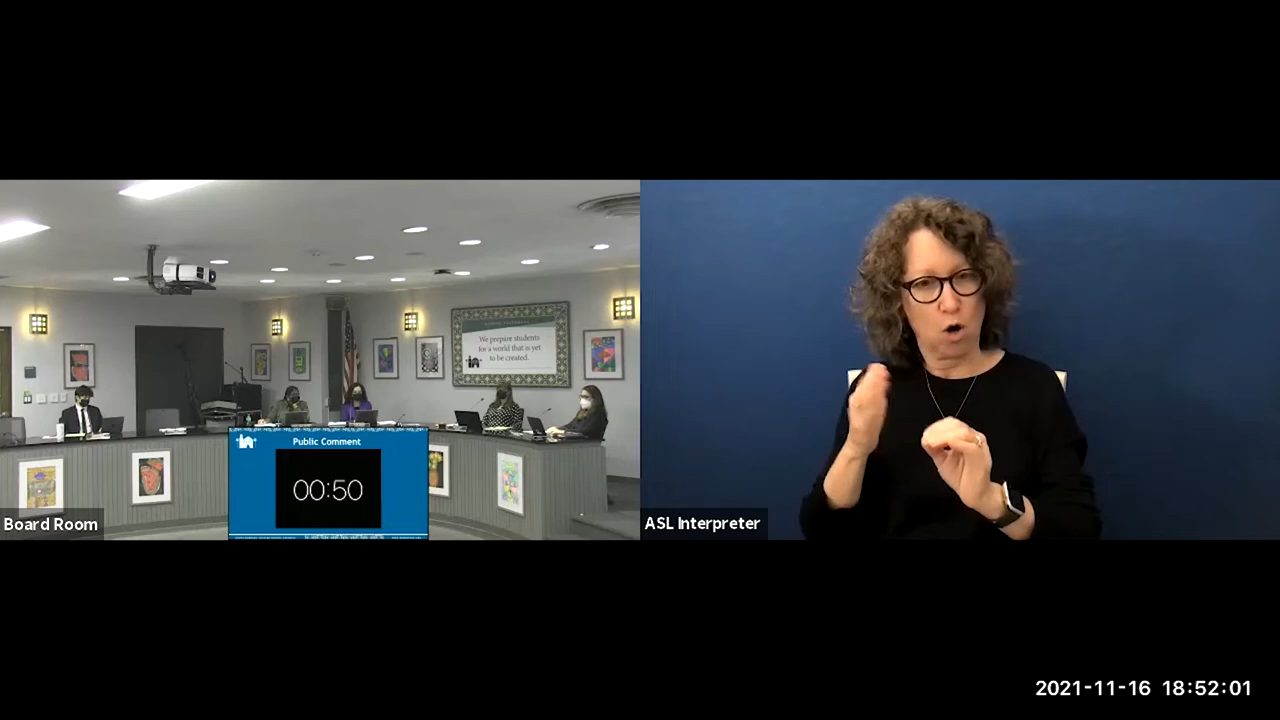 We prepare students
for a world that is yet
to be created.
Public Comment
00:50
Board Room
ASL Interpreter
2021-11-16 18:52:01